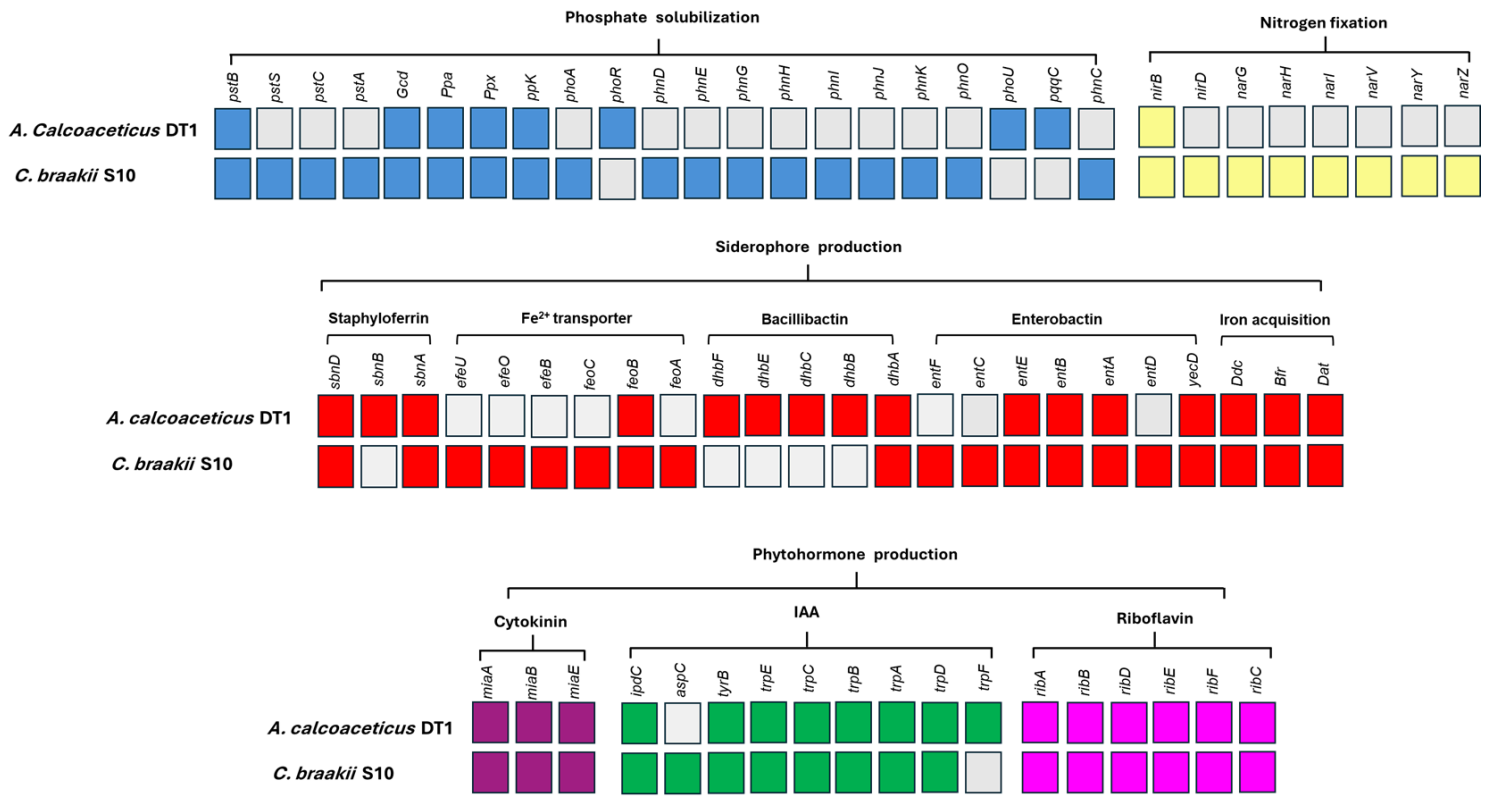 Phosphate solubilization
Nitrogen fixation
pstB pstS pstC pstA Gcd Ppa Ppx ppK phoA phoR phnD phnE phnG phnH phnI phnJ phnK phnO phoU pqqC phnC
nirB nirD narG narH narI narV narY narZ
A. Calcoaceticus DT1
C. braakii S10
Siderophore production
Staphyloferrin Fe²⁺ transporter Bacillibactin Enterobactin Iron acquisition
sbnD sbnB sbnA efeU efeO efeB feoC feoB feoA dhbF dhbE dhbC dhbB dhbA entF entC entE entB entA entD yecD Ddc Bfr Dat
A. calcoaceticus DT1
C. braakii S10
Phytohormone production
Cytokinin IAA Riboflavin
miaA miaB miaE ipdC aspC tyrB trpE trpC trpB trpA trpD trpF ribA ribB ribD ribE ribF ribC
A. calcoaceticus DT1
C. braakii S10